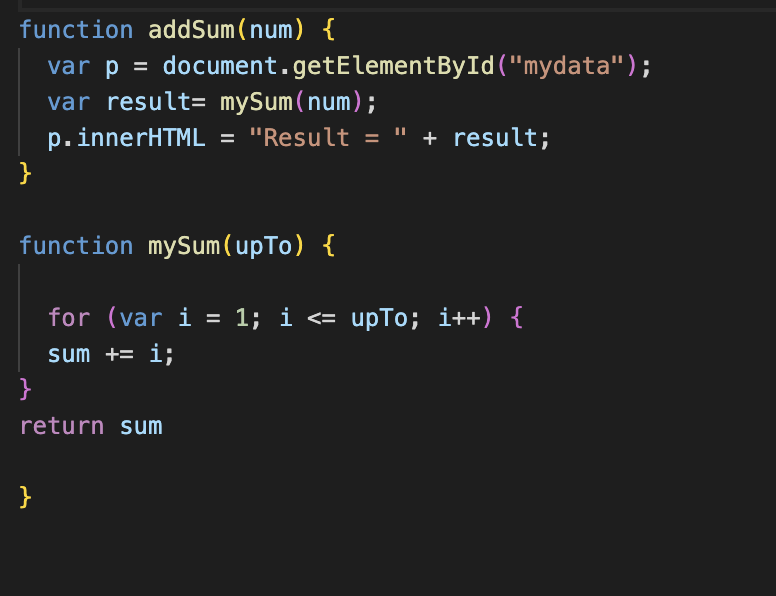 function addSum(num) {
  var p = document.getElementById("mydata");
  var result= mySum(num);
  p.innerHTML = "Result = " + result;
}
function mySum(upTo) {
  for (var i = 1; i <= upTo; i++) {
  sum += i;
}
return sum
}